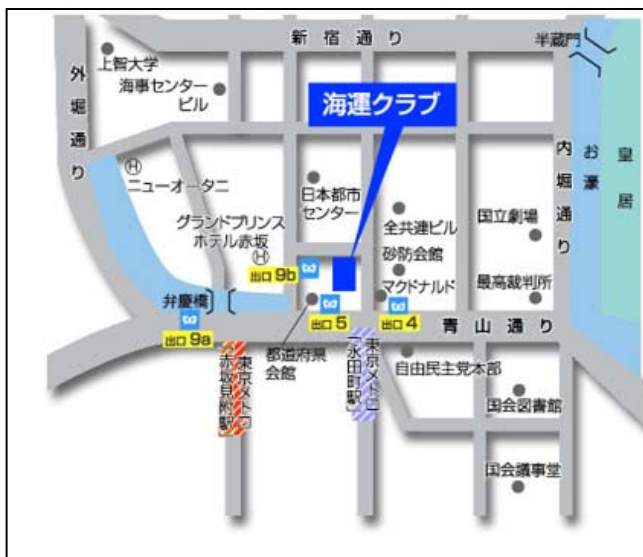 新宿通り
半蔵門
上智大学
海事センター
ビル
外堀通り
海運クラブ
内堀通り
お濠
皇居
Ⓗ
ニューオータニ
日本都市
センター
グランドプリンス
ホテル赤坂
Ⓗ
全共連ビル
国立劇場
砂防会館
出口 9b
マクドナルド
最高裁判所
弁慶橋
出口 9a
出口 5
出口 4
青山通り
都道府県
会館
東京メトロ
「赤坂見附駅」
東京メトロ
「永田町駅」
自由民主党本部
国会図書館
国会議事堂